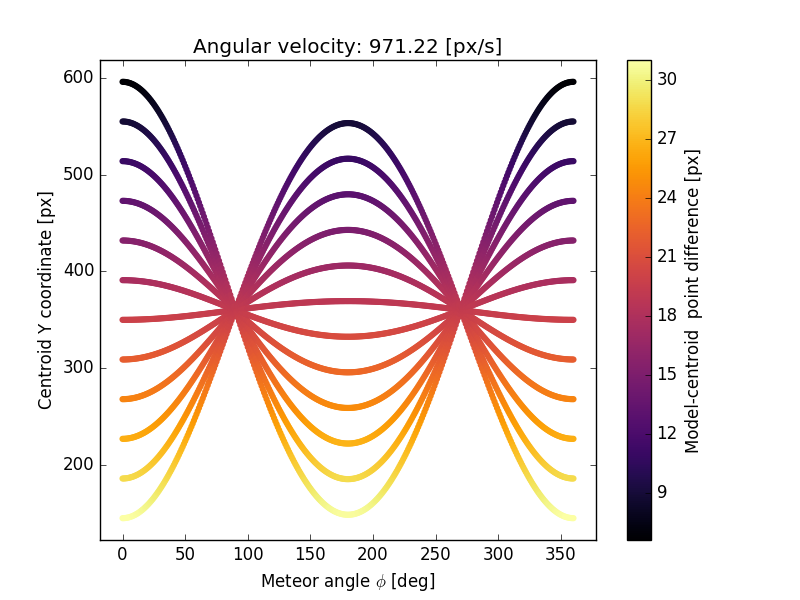 Angular velocity: 971.22 [px/s]
600
500
400
300
200
Centroid Y coordinate [px]
0 50 100 150 200 250 300 350
Meteor angle ϕ [deg]
30
27
24
21
18
15
12
9
Model-centroid point difference [px]